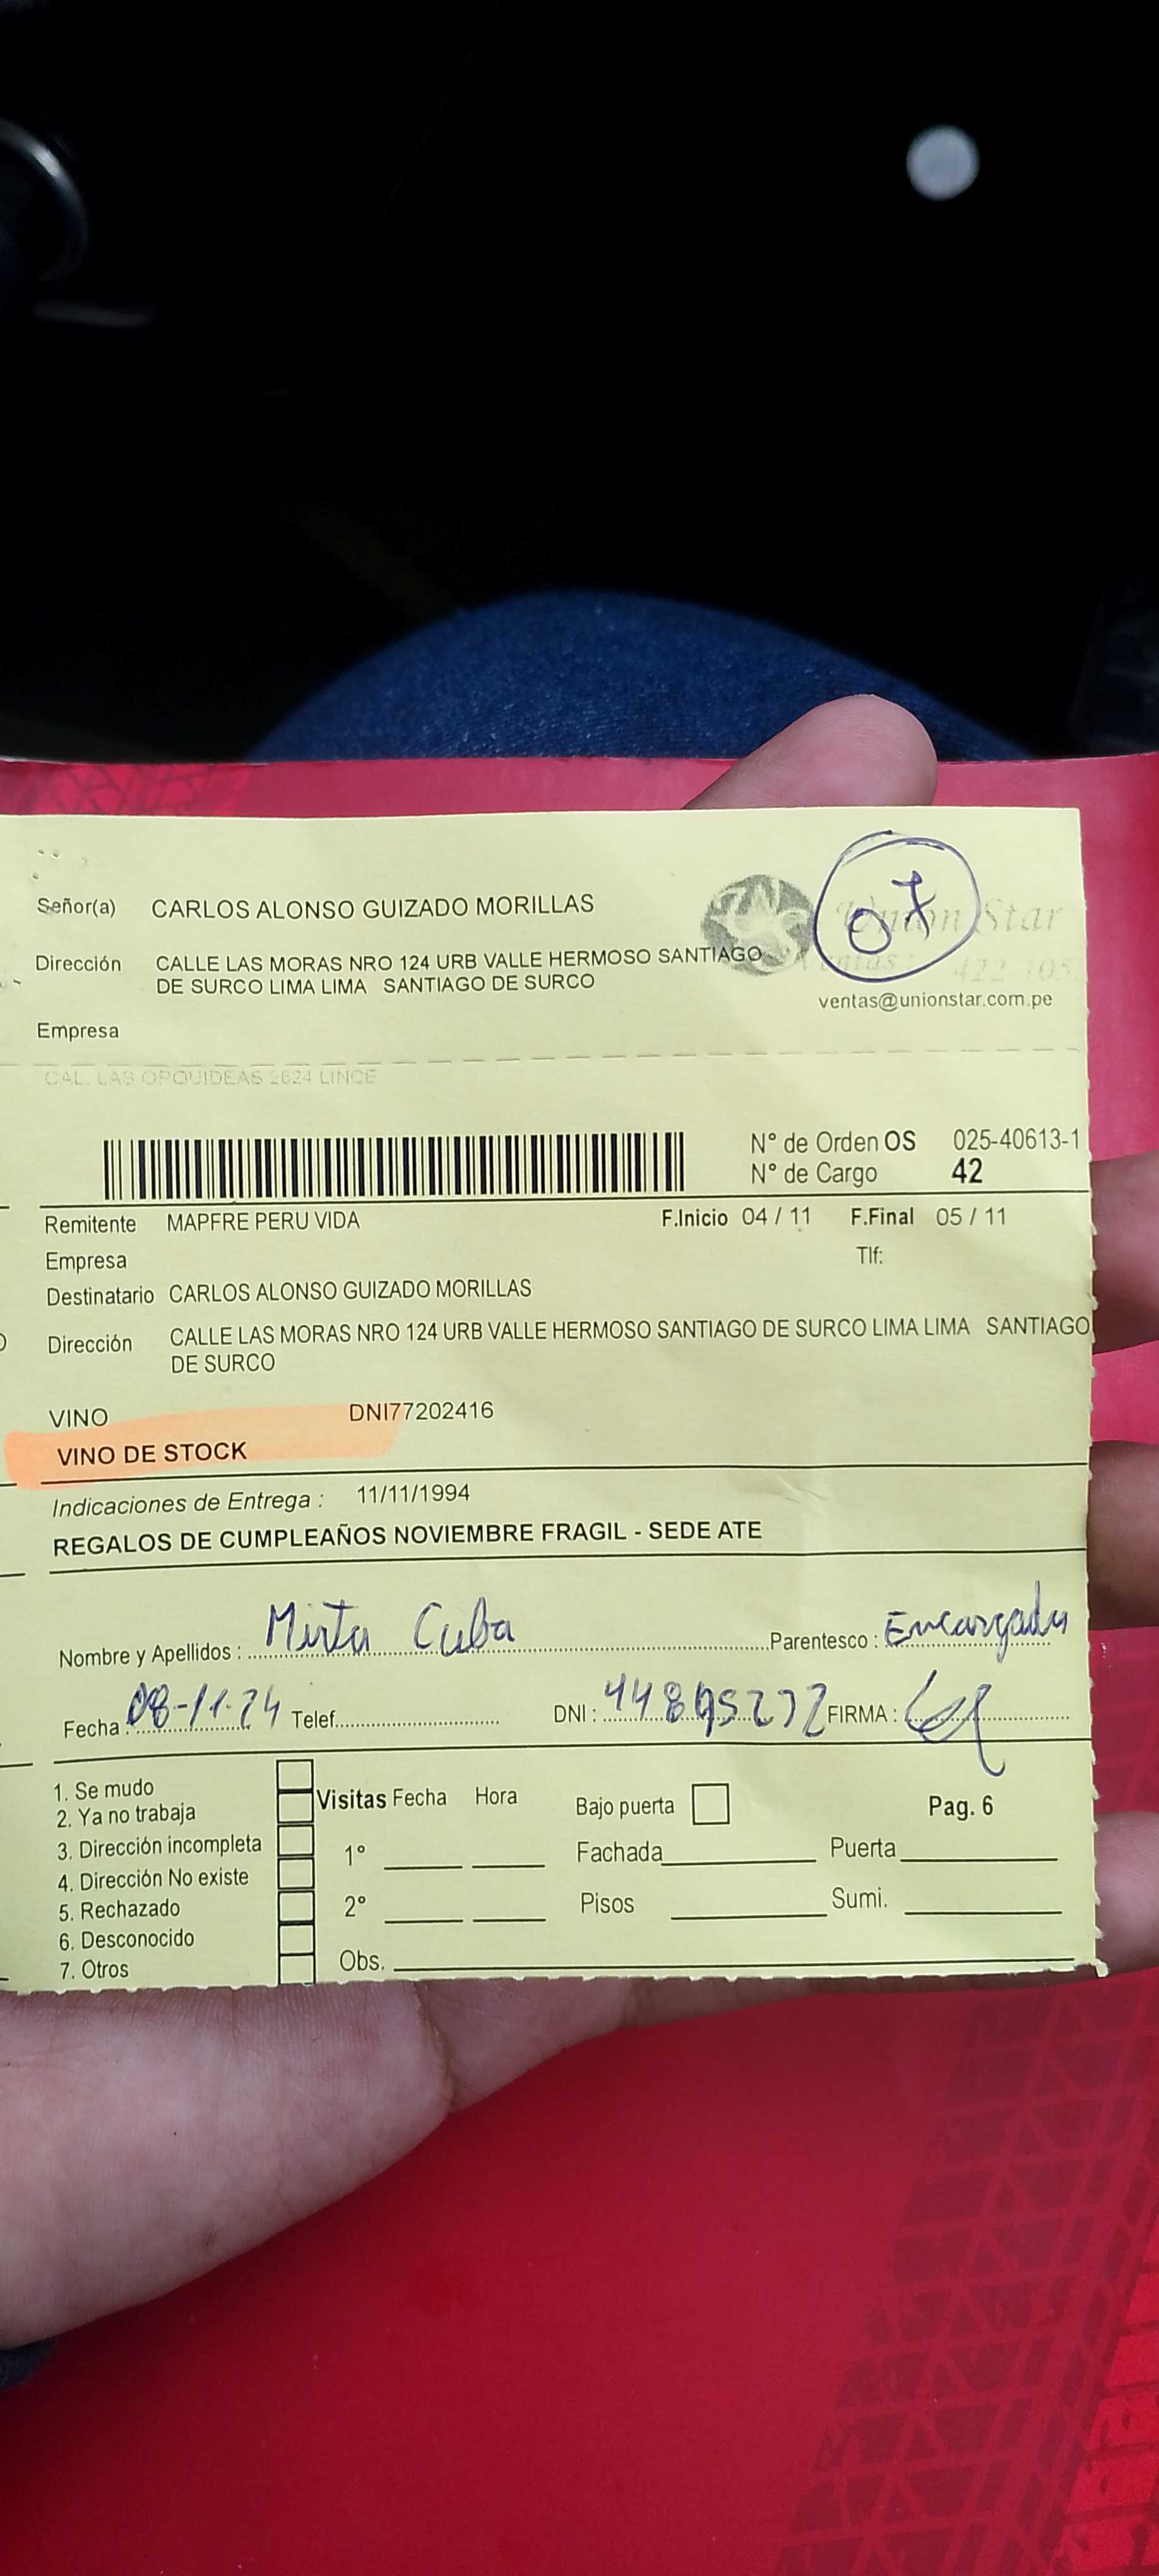 07
Señor(a) CARLOS ALONSO GUIZADO MORILLAS
Union Star
Dirección CALLE LAS MORAS NRO 124 URB VALLE HERMOSO SANTIAGO
DE SURCO LIMA LIMA SANTIAGO DE SURCO
ventas@unionstar.com.pe
Empresa
CAL. LAS ORQUIDEAS 2624 LINCE
N° de Orden OS 025-40613-1
N° de Cargo 42
Remitente MAPFRE PERU VIDA F.Inicio 04 / 11 F.Final 05 / 11
Empresa Tlf:
Destinatario CARLOS ALONSO GUIZADO MORILLAS
Dirección CALLE LAS MORAS NRO 124 URB VALLE HERMOSO SANTIAGO DE SURCO LIMA LIMA SANTIAGO
DE SURCO
VINO DNI77202416
VINO DE STOCK
Indicaciones de Entrega : 11/11/1994
REGALOS DE CUMPLEAÑOS NOVIEMBRE FRAGIL - SEDE ATE
Nombre y Apellidos : Mirta Cuba Parentesco : Encargada
Fecha : 08-11-24 Telef. DNI : FIRMA :
1. Se mudo
2. Ya no trabaja
3. Dirección incompleta
4. Dirección No existe
5. Rechazado
6. Desconocido
7. Otros
Visitas Fecha Hora
1°
2°
Obs.
Bajo puerta Pag. 6
Fachada Puerta
Pisos Sumi.